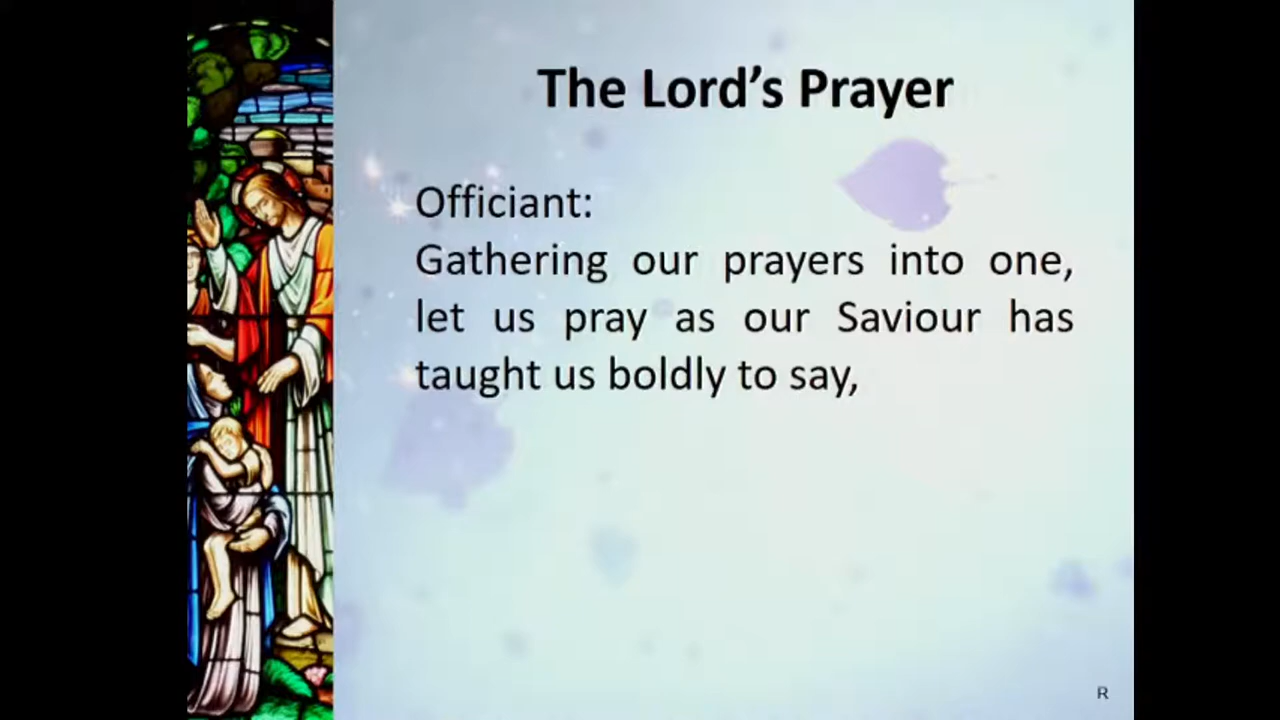 The Lord’s Prayer
Officiant:
Gathering our prayers into one,
let us pray as our Saviour has
taught us boldly to say,
R